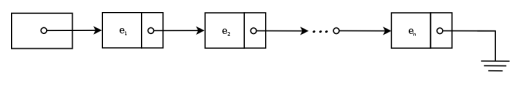 e₁ e₂ ... eₙ